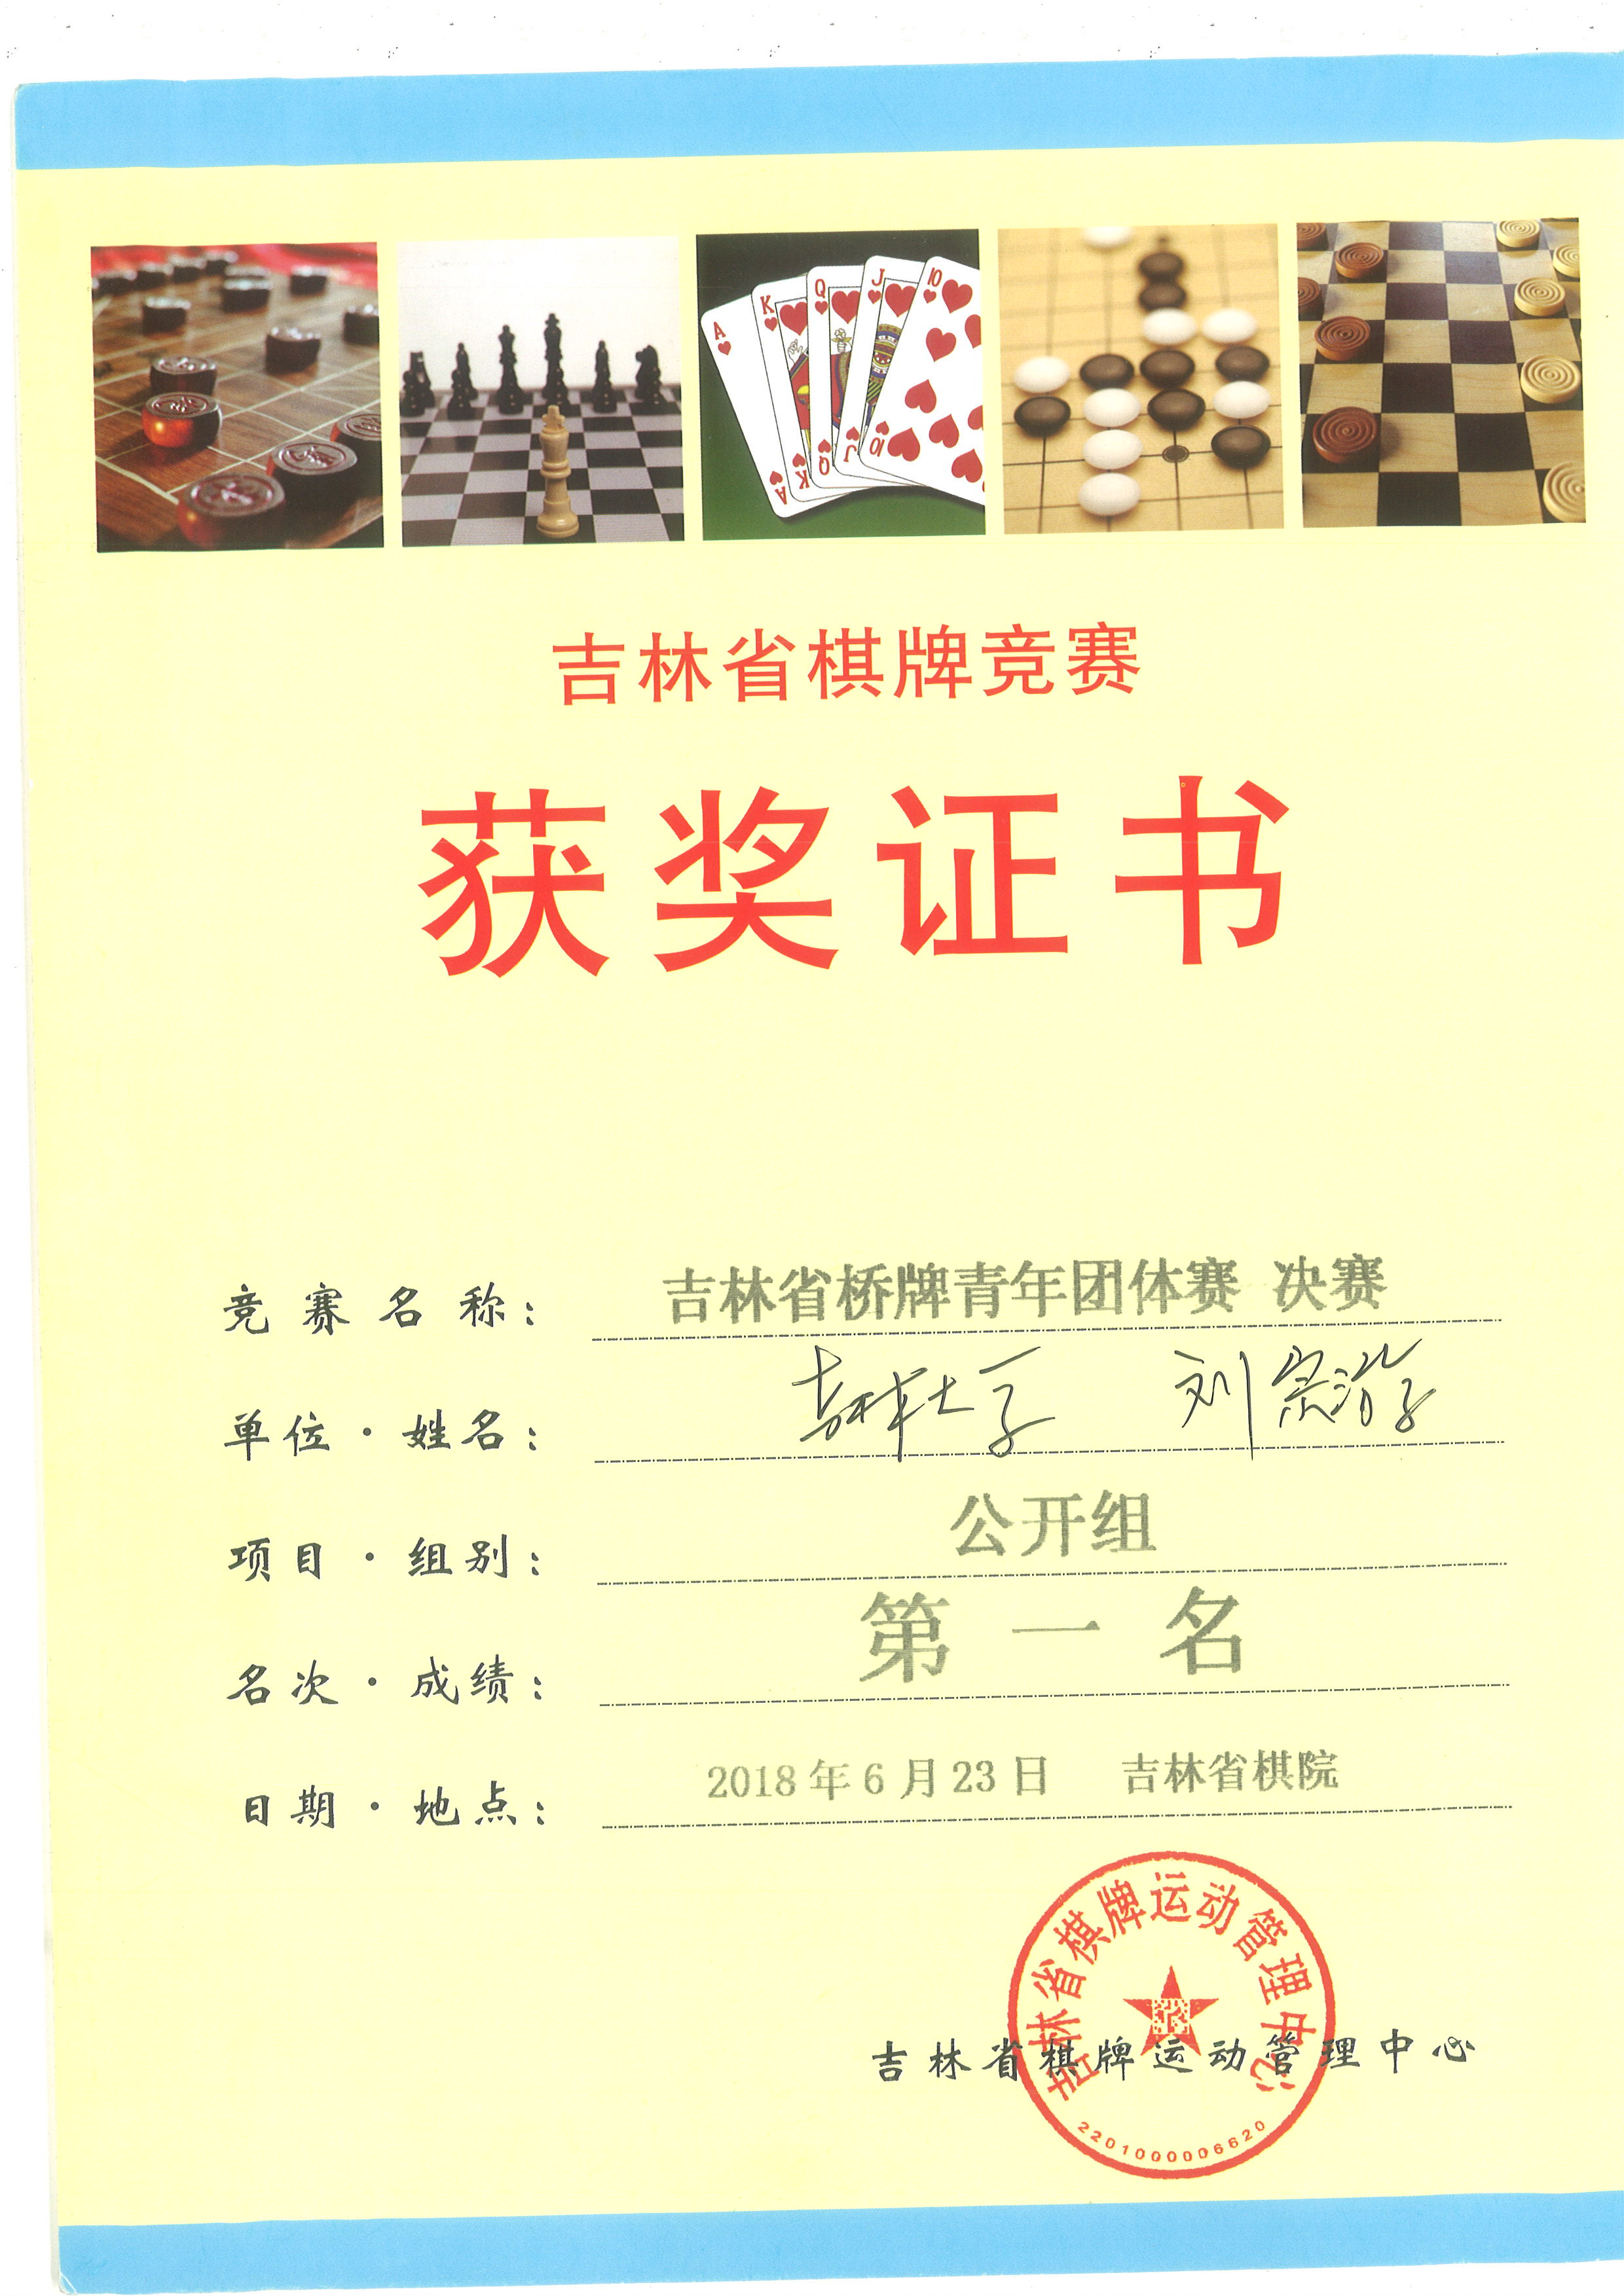 A K Q J 10
吉林省棋牌竞赛
获奖证书
竞赛名称： 吉林省桥牌青年团体赛 决赛
单位·姓名： 吉林大学 刘宗
项目·组别： 公开组
名次·成绩： 第一名
日期·地点： 2018年6月23日 吉林省棋院
吉林省棋牌运动管理中心
吉林省棋牌运动管理中心
2201000006620